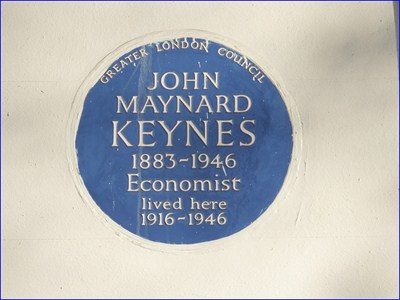 GREATER LONDON COUNCIL
JOHN
MAYNARD
KEYNES
1883-1946
Economist
lived here
1916-1946